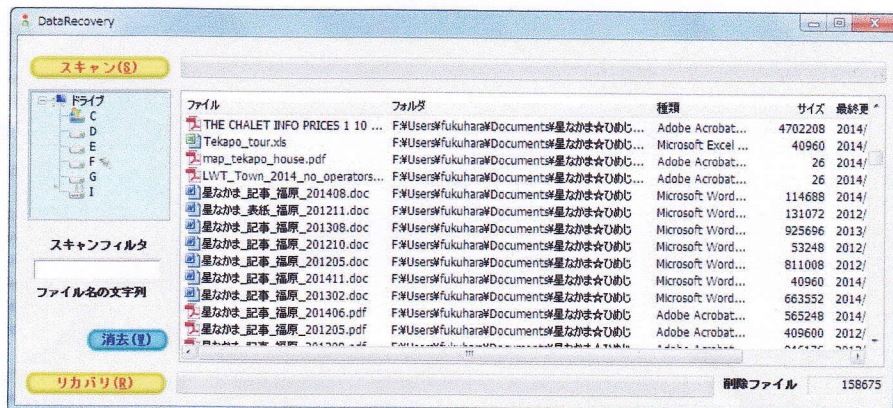 DataRecovery
スキャン(S)
ドライブ
C
D
E
F
G
I
スキャンフィルタ
ファイル名の文字列
消去(W)
リカバリ(R)
ファイル フォルダ 種類 サイズ 最終更
THE CHALET INFO PRICES 1 10 ... F:¥Users¥fukuhara¥Documents¥星なかま☆ひめじ... Adobe Acrobat... 4702208 2014/
Tekapo_tour.xls F:¥Users¥fukuhara¥Documents¥星なかま☆ひめじ... Microsoft Excel ... 40960 2014/
map_tekapo_house.pdf F:¥Users¥fukuhara¥Documents¥星なかま☆ひめじ... Adobe Acrobat... 26 2014/
LWT_Town_2014_no_operators... F:¥Users¥fukuhara¥Documents¥星なかま☆ひめじ... Adobe Acrobat... 26 2014/
星なかま_記事_福原_201408.doc F:¥Users¥fukuhara¥Documents¥星なかま☆ひめじ Microsoft Word... 114688 2014/
星なかま_表紙_福原_201211.doc F:¥Users¥fukuhara¥Documents¥星なかま☆ひめじ Microsoft Word... 131072 2012/
星なかま_記事_福原_201308.doc F:¥Users¥fukuhara¥Documents¥星なかま☆ひめじ Microsoft Word... 925696 2013/
星なかま_記事_福原_201210.doc F:¥Users¥fukuhara¥Documents¥星なかま☆ひめじ Microsoft Word... 53248 2012/
星なかま_記事_福原_201205.doc F:¥Users¥fukuhara¥Documents¥星なかま☆ひめじ Microsoft Word... 811008 2012/
星なかま_記事_福原_201411.doc F:¥Users¥fukuhara¥Documents¥星なかま☆ひめじ Microsoft Word... 40960 2014/
星なかま_記事_福原_201302.doc F:¥Users¥fukuhara¥Documents¥星なかま☆ひめじ Microsoft Word... 663552 2014/
星なかま_記事_福原_201406.pdf F:¥Users¥fukuhara¥Documents¥星なかま☆ひめじ Adobe Acrobat... 565248 2014/
星なかま_記事_福原_201205.pdf F:¥Users¥fukuhara¥Documents¥星なかま☆ひめじ Adobe Acrobat... 409600 2012/
削除ファイル 158675